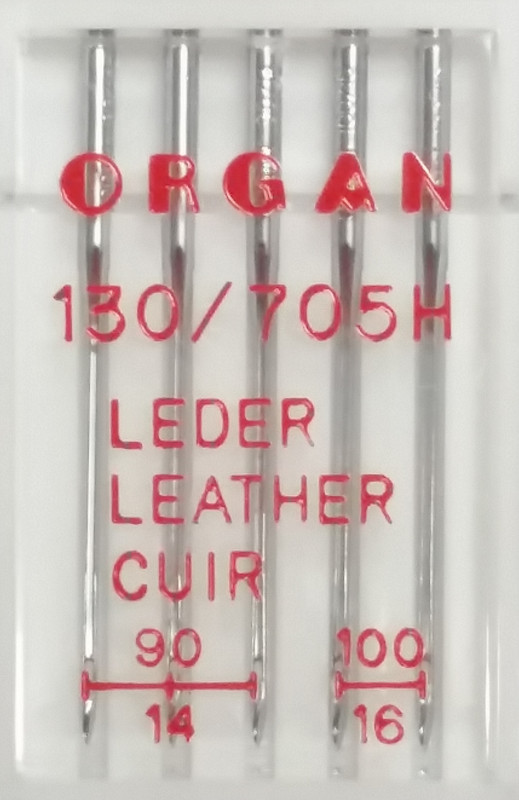 ORGAN
130/705H
LEDER
LEATHER
CUIR
90 100
14 16